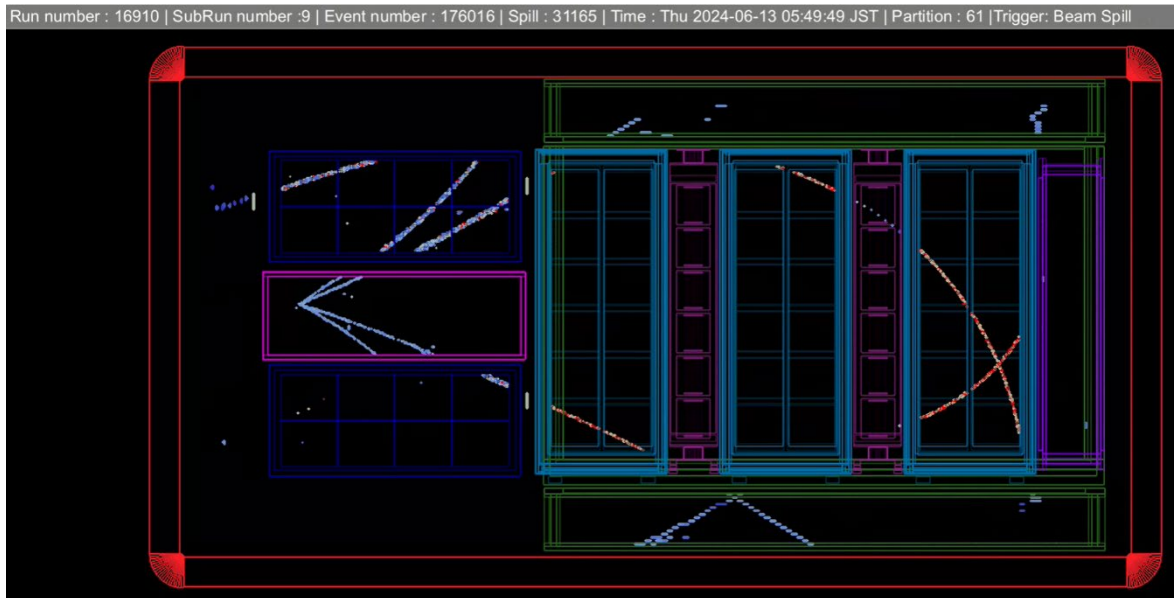 Run number : 16910 | SubRun number :9 | Event number : 176016 | Spill : 31165 | Time : Thu 2024-06-13 05:49:49 JST | Partition : 61 |Trigger: Beam Spill